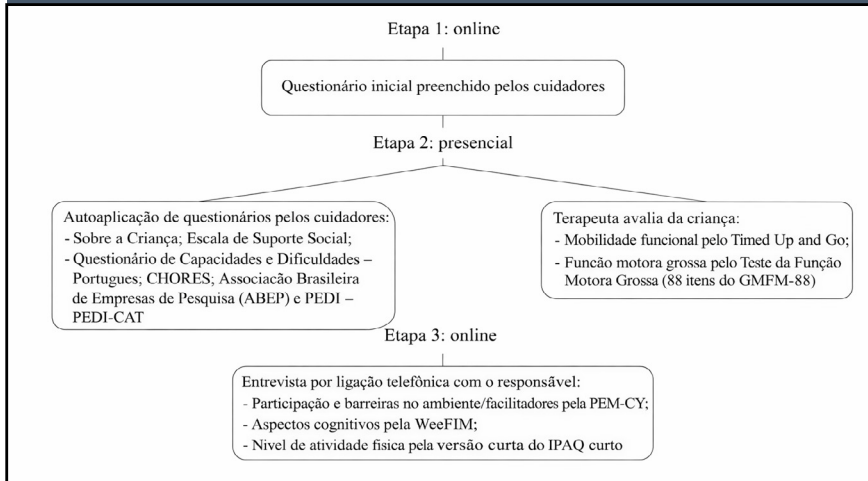 Etapa 1: online
Questionário inicial preenchido pelos cuidadores
Etapa 2: presencial
Autoaplicação de questionários pelos cuidadores:
- Sobre a Criança; Escala de Suporte Social;
- Questionário de Capacidades e Dificuldades –
Portugues; CHORES; Associacão Brasileira
de Empresas de Pesquisa (ABEP) e PEDI –
PEDI-CAT
Terapeuta avalia da criança:
- Mobilidade funcional pelo Timed Up and Go;
- Funcão motora grossa pelo Teste da Função
Motora Grossa (88 itens do GMFM-88)
Etapa 3: online
Entrevista por ligação telefônica com o responsável:
- Participação e barreiras no ambiente/facilitadores pela PEM-CY;
- Aspectos cognitivos pela WeeFIM;
- Nivel de atividade fisica pela versão curta do IPAQ curto